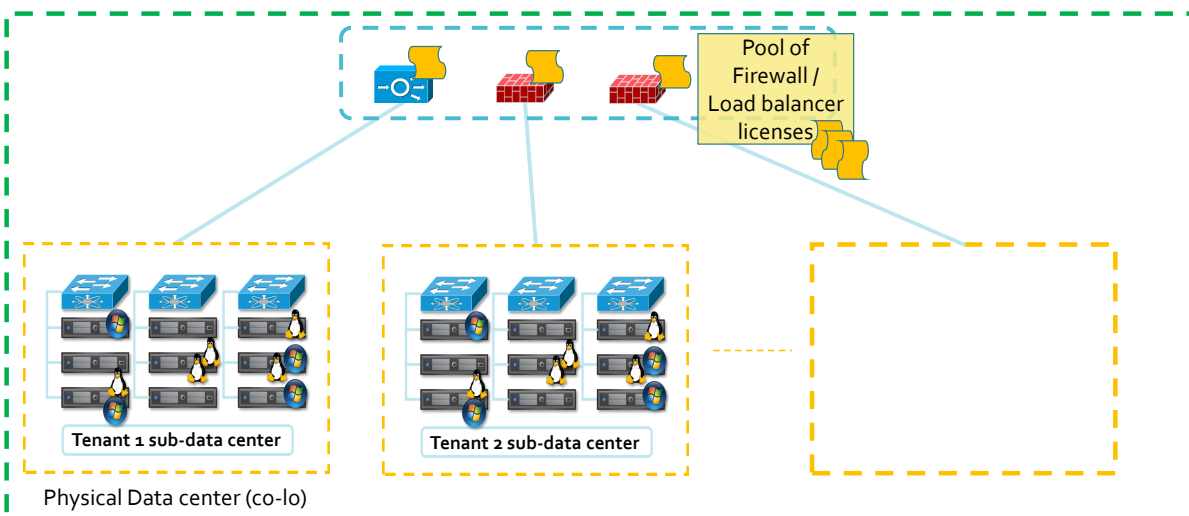 Pool of
Firewall /
Load balancer
licenses
Tenant 1 sub-data center
Tenant 2 sub-data center
Physical Data center (co-lo)